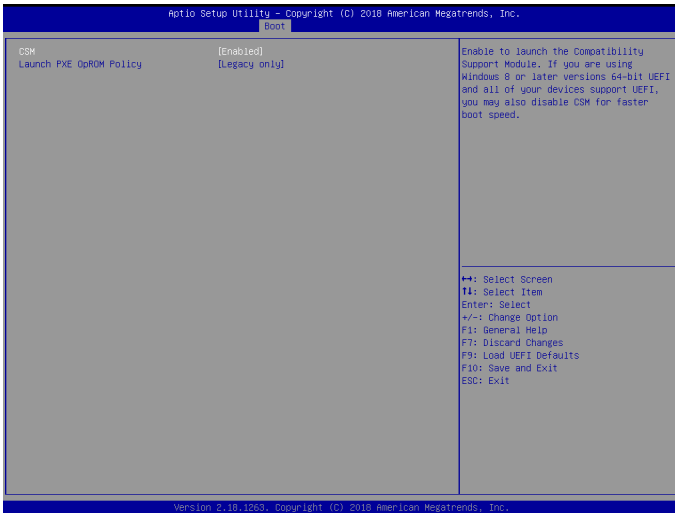 Aptio Setup Utility – Copyright (C) 2018 American Megatrends, Inc.
Boot
CSM [Enabled]
Launch PXE OpROM Policy [Legacy only]
Enable to launch the Compatibility
Support Module. If you are using
Windows 8 or later versions 64-bit UEFI
and all of your devices support UEFI,
you may also disable CSM for faster
boot speed.
↔: Select Screen
↑↓: Select Item
Enter: Select
+/-: Change Option
F1: General Help
F7: Discard Changes
F9: Load UEFI Defaults
F10: Save and Exit
ESC: Exit
Version 2.18.1263. Copyright (C) 2018 American Megatrends, Inc.